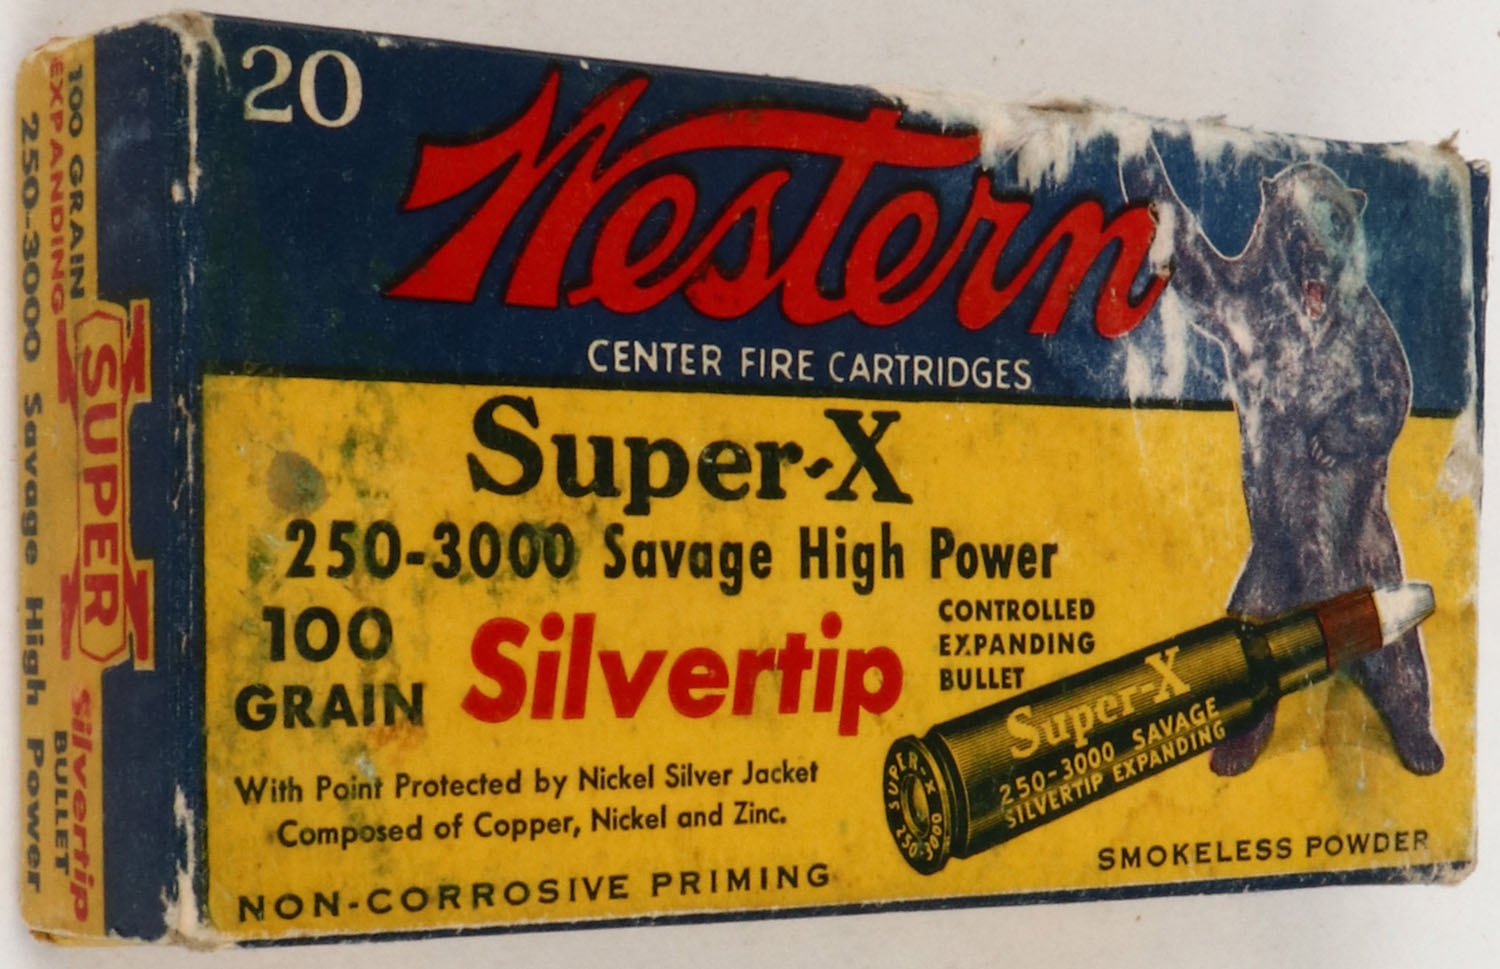 20
Western
CENTER FIRE CARTRIDGES
Super-X
250-3000 Savage High Power
100
GRAIN
Silvertip
CONTROLLED
EXPANDING
BULLET
With Point Protected by Nickel Silver Jacket
Composed of Copper, Nickel and Zinc.
NON-CORROSIVE PRIMING
SMOKELESS POWDER
Super-X
250-3000 SAVAGE
SILVERTIP EXPANDING
SUPER-X
250-3000
100 GRAIN
EXPANDING
250-3000 Savage High Power
SUPER
X
Silvertip
BULLET